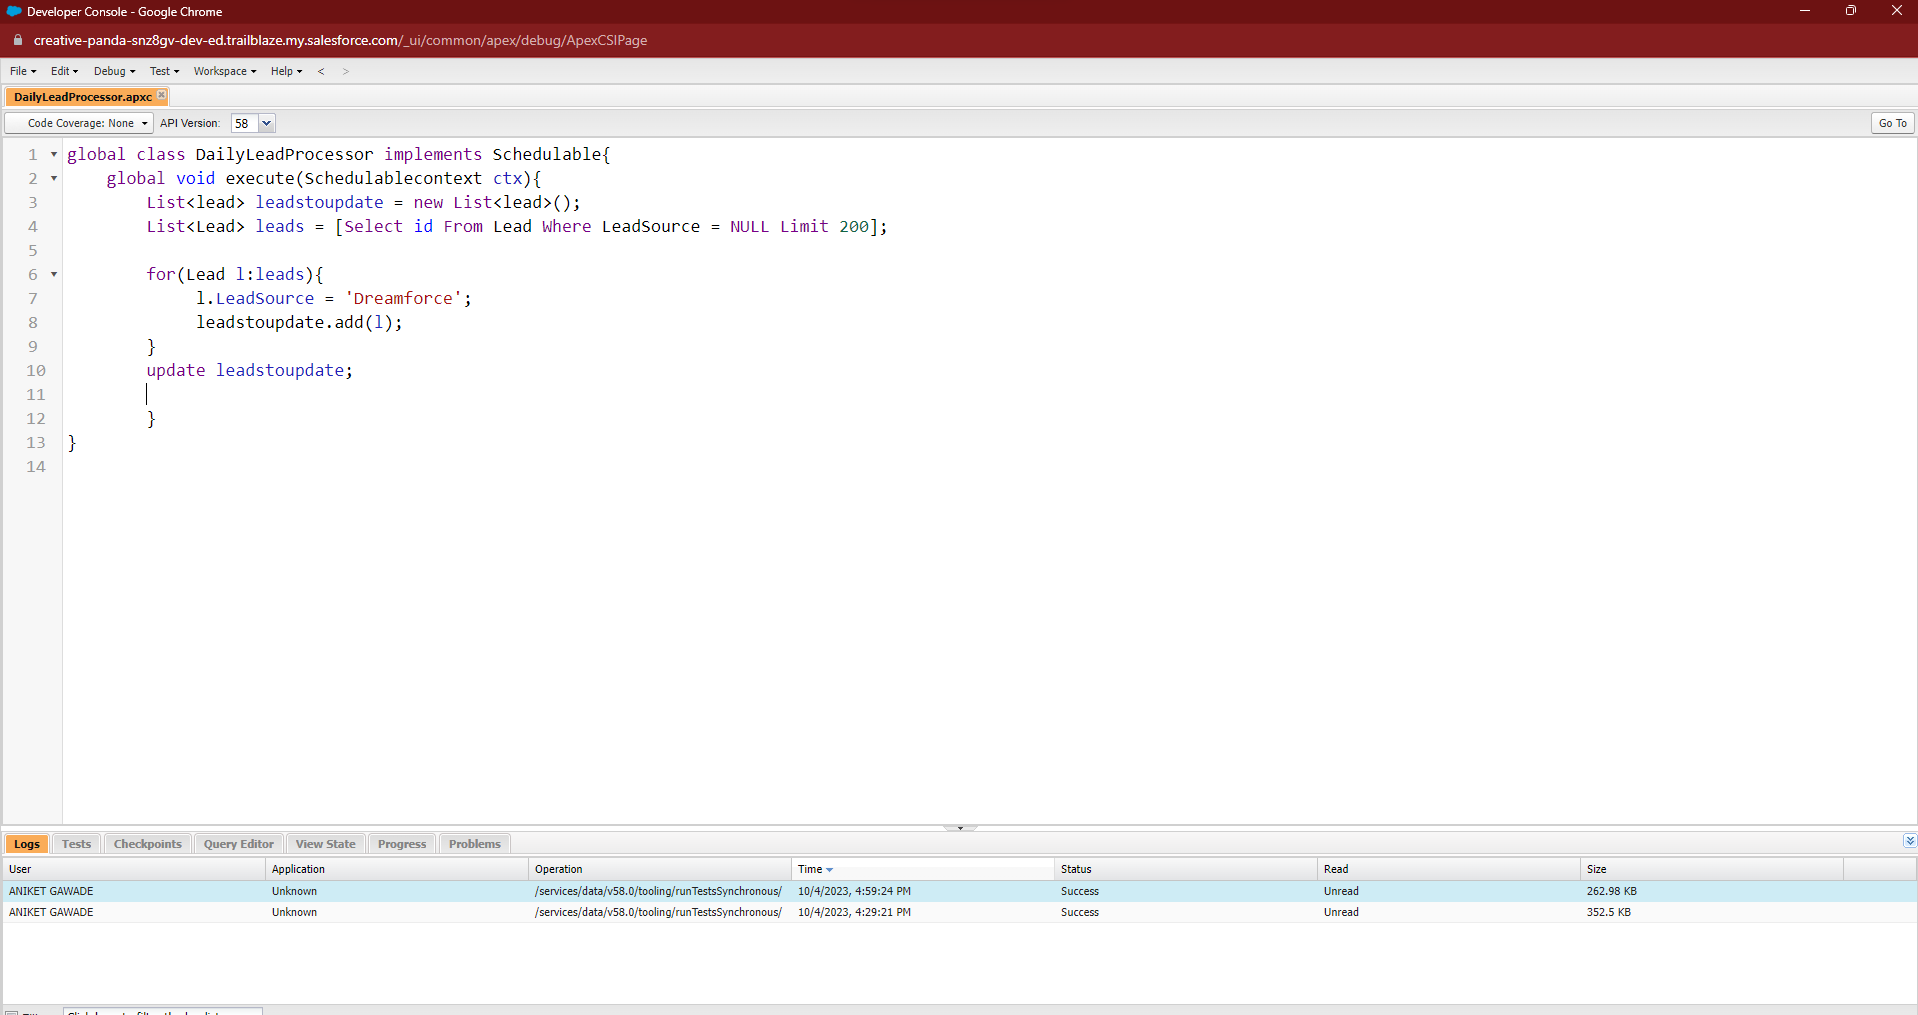 Developer Console - Google Chrome
creative-panda-snz8gv-dev-ed.trailblaze.my.salesforce.com/_ui/common/apex/debug/ApexCSIPage
File Edit Debug Test Workspace Help < >
DailyLeadProcessor.apxc
Code Coverage: None API Version: 58 Go To
1 global class DailyLeadProcessor implements Schedulable{
2 global void execute(Schedulablecontext ctx){
3 List<lead> leadstoupdate = new List<lead>();
4 List<Lead> leads = [Select id From Lead Where LeadSource = NULL Limit 200];
5
6 for(Lead l:leads){
7 l.LeadSource = 'Dreamforce';
8 leadstoupdate.add(l);
9 }
10 update leadstoupdate;
11
12 }
13 }
14
Logs Tests Checkpoints Query Editor View State Progress Problems
User Application Operation Time Status Read Size
ANIKET GAWADE Unknown /services/data/v58.0/tooling/runTestsSynchronous/ 10/4/2023, 4:59:24 PM Success Unread 262.98 KB
ANIKET GAWADE Unknown /services/data/v58.0/tooling/runTestsSynchronous/ 10/4/2023, 4:29:21 PM Success Unread 352.5 KB